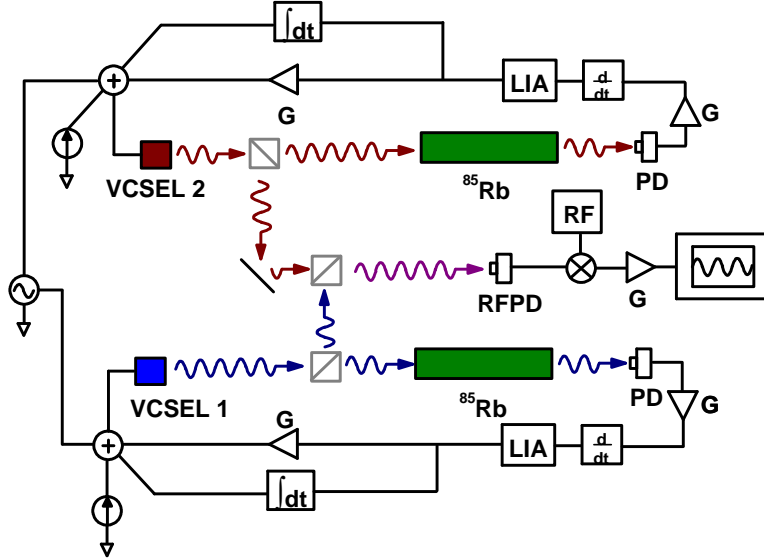 ∫dt
LIA
d
dt
G
G
VCSEL 2
⁸⁵Rb
PD
RF
RFPD
G
VCSEL 1
⁸⁵Rb
PD
G
G
LIA
d
dt
∫dt